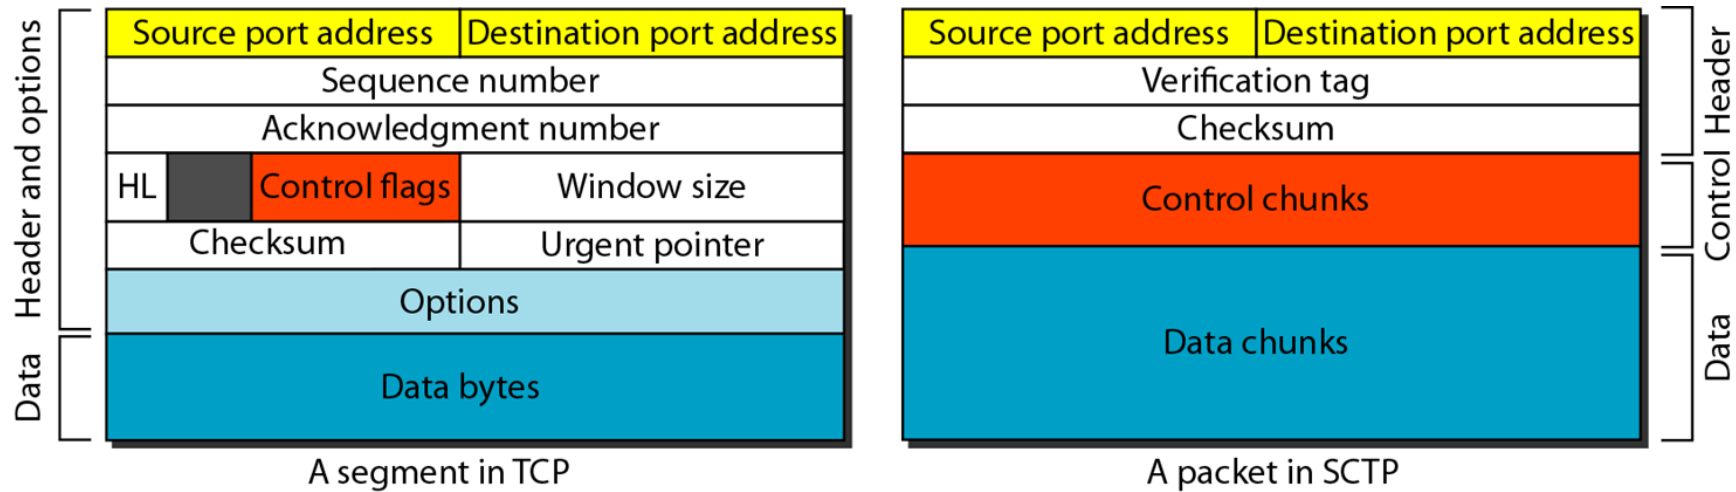 Header and options
Data
Source port address
Destination port address
Sequence number
Acknowledgment number
HL
Control flags
Window size
Checksum
Urgent pointer
Options
Data bytes
A segment in TCP
Source port address
Destination port address
Verification tag
Checksum
Control chunks
Data chunks
Header
Control
Data
A packet in SCTP